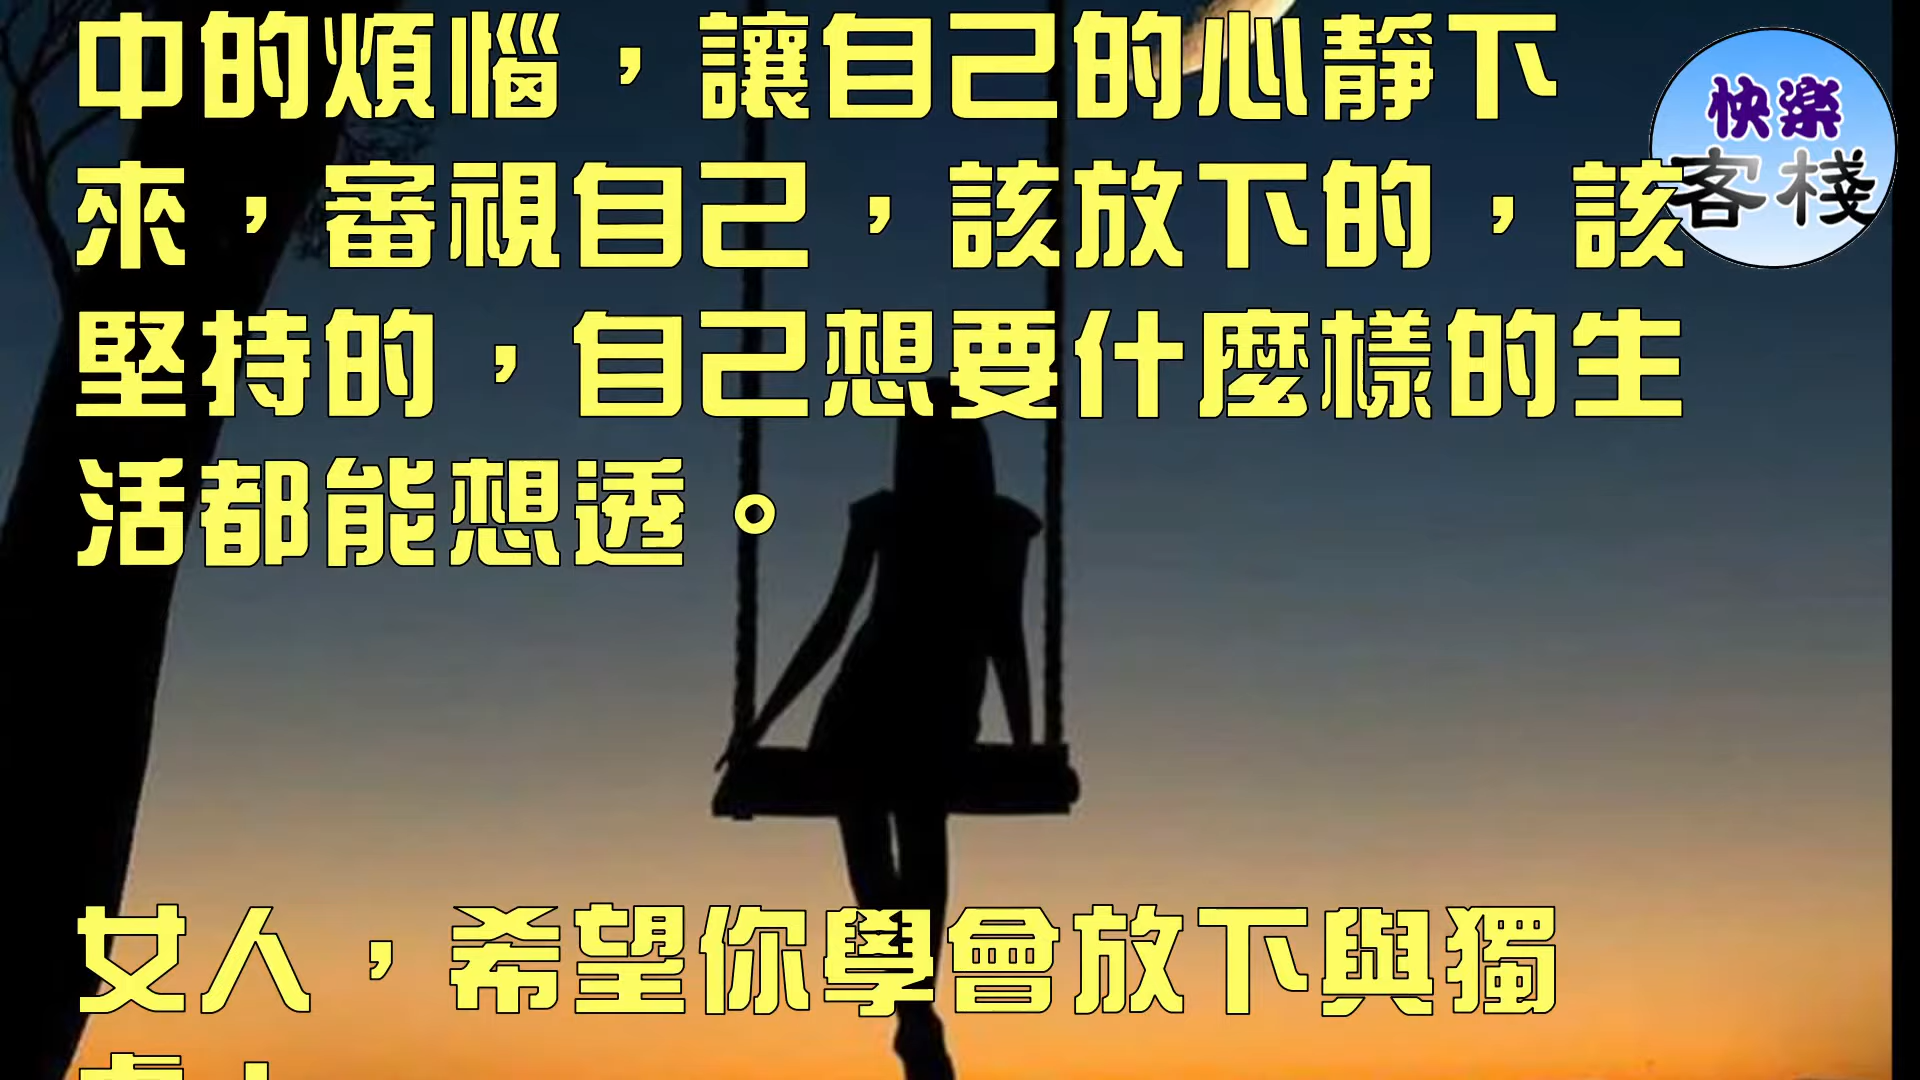 中的煩惱，讓自己的心靜下
來，審視自己，該放下的，該
堅持的，自己想要什麼樣的生
活都能想透。
女人，希望你學會放下與獨
快樂
客棧